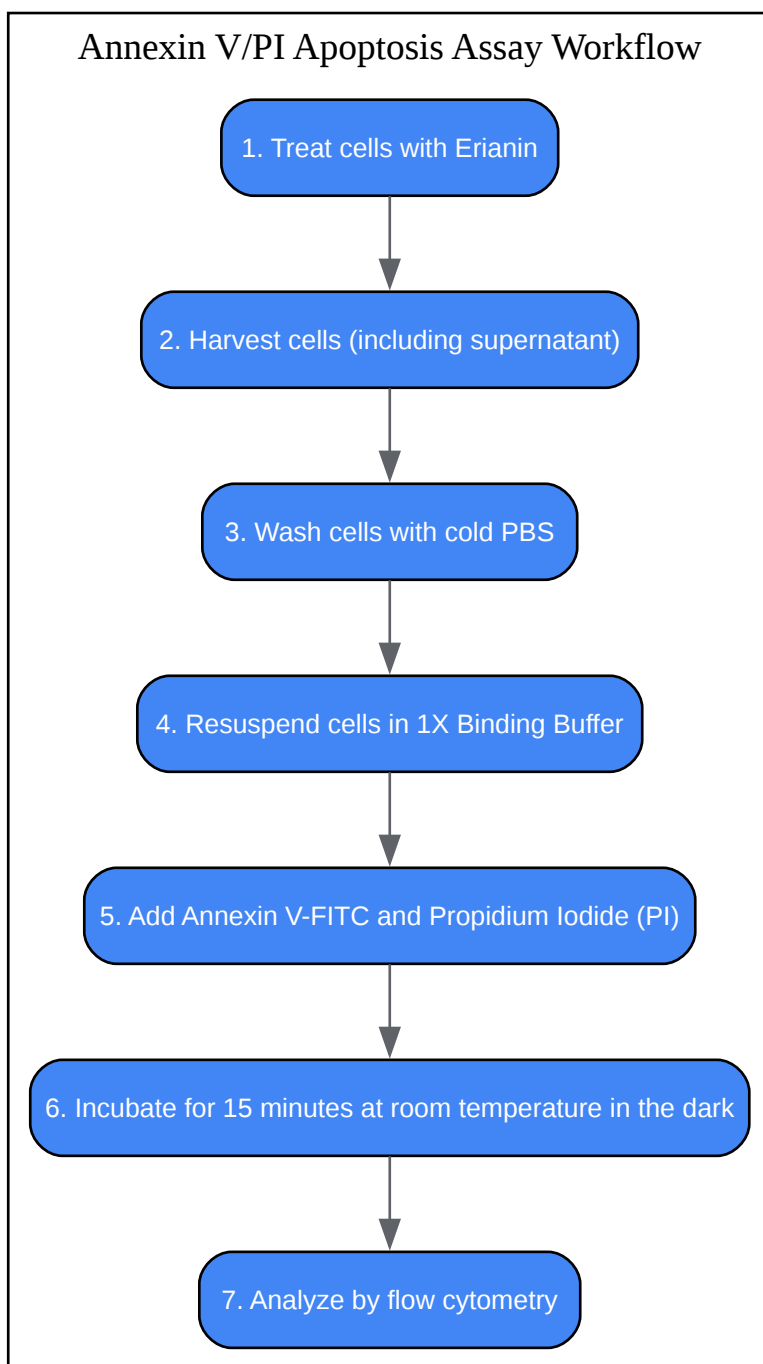 Annexin V/PI Apoptosis Assay Workflow
1. Treat cells with Erianin
2. Harvest cells (including supernatant)
3. Wash cells with cold PBS
4. Resuspend cells in 1X Binding Buffer
5. Add Annexin V-FITC and Propidium Iodide (PI)
6. Incubate for 15 minutes at room temperature in the dark
7. Analyze by flow cytometry